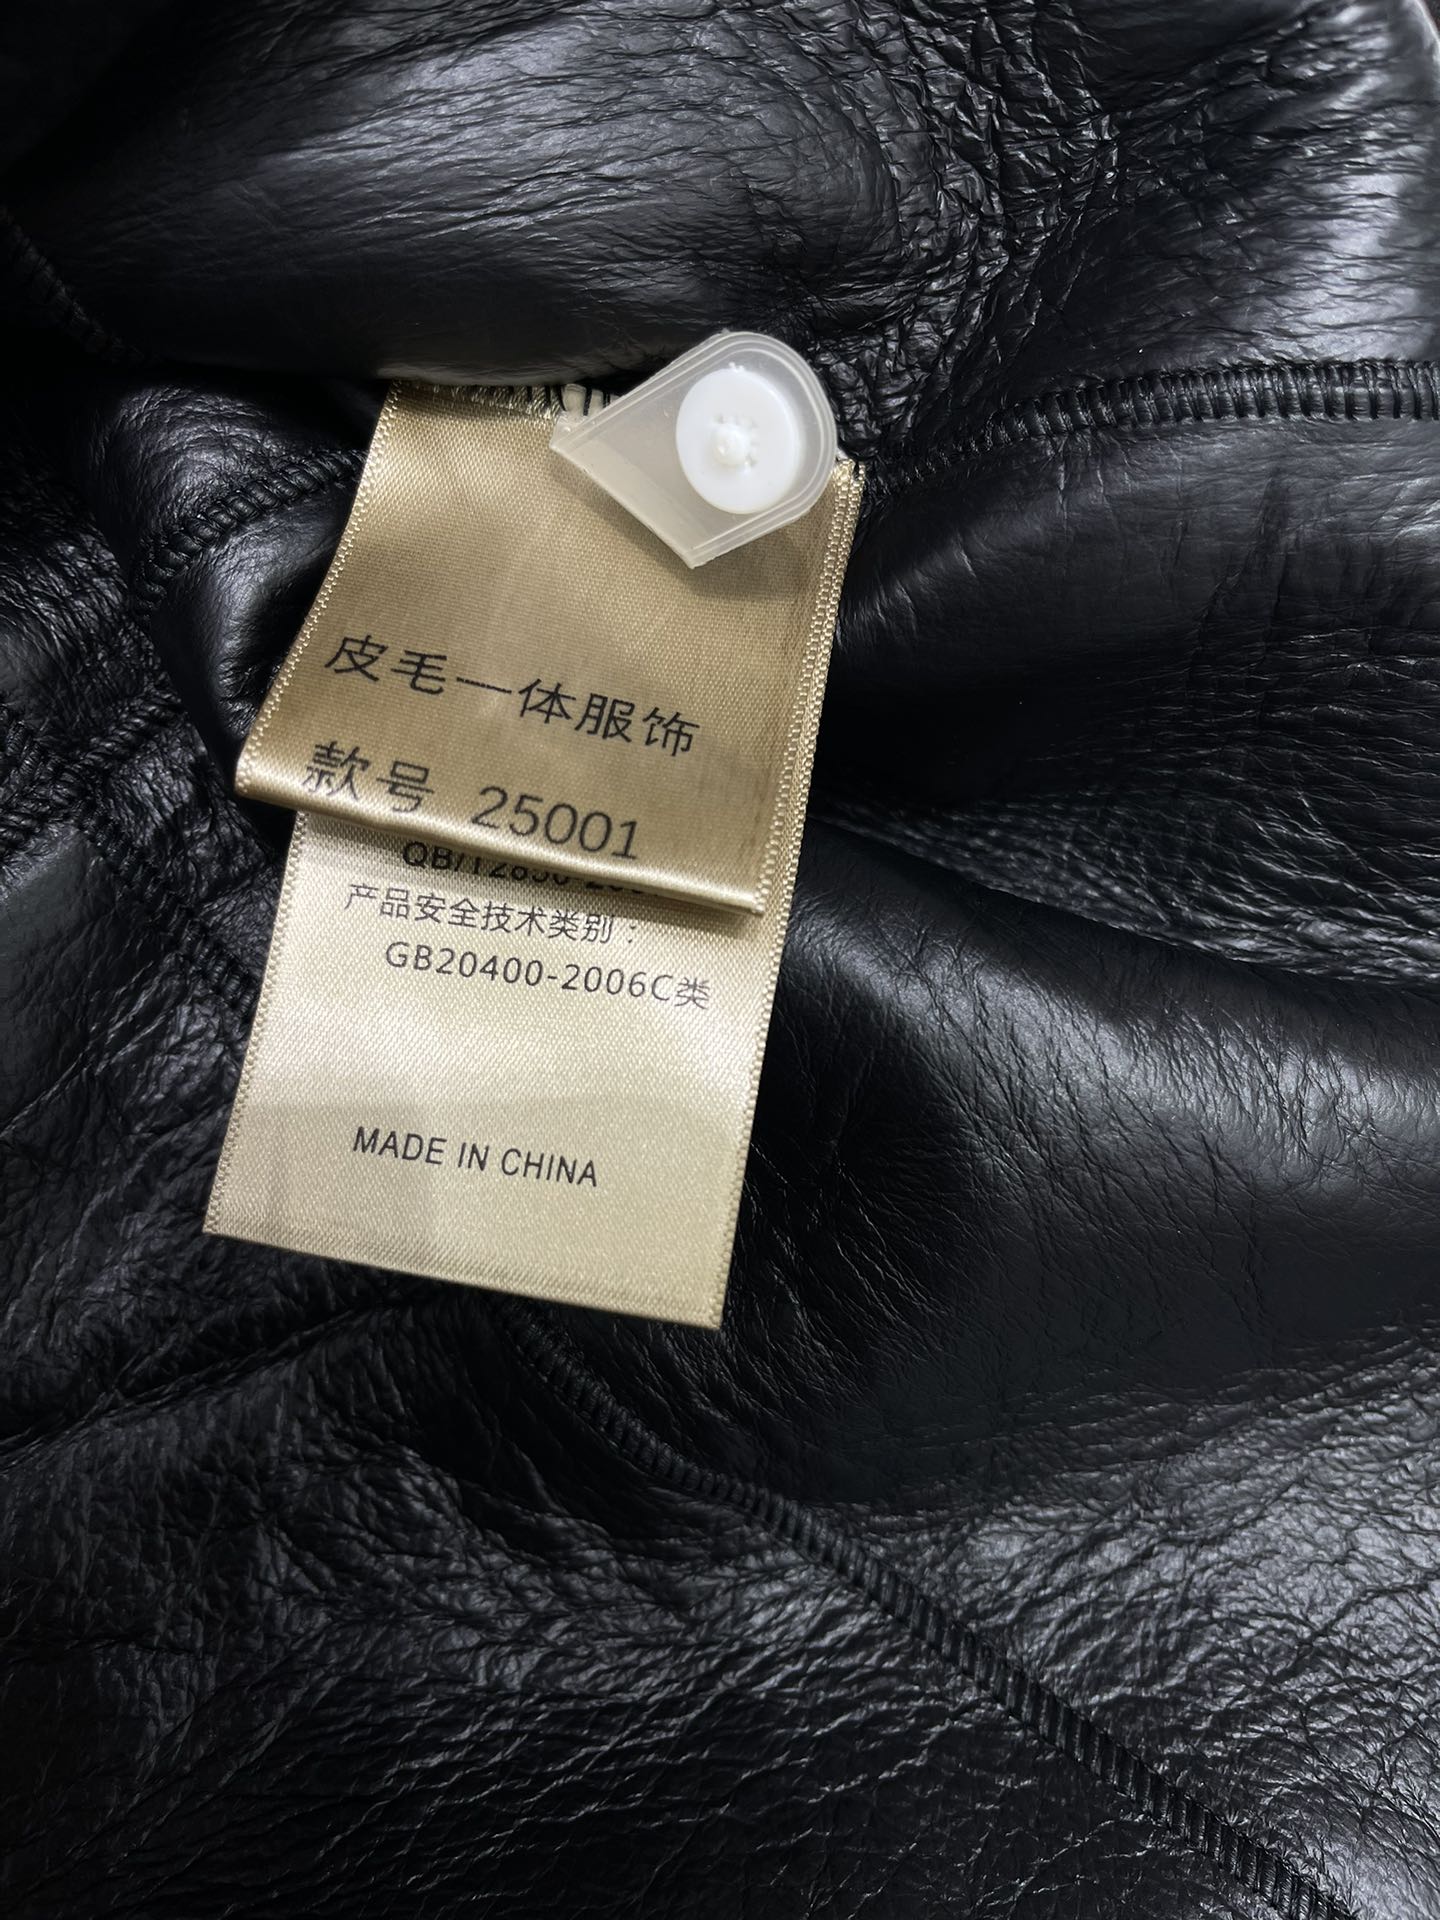 皮毛一体服饰
款号 25001
产品安全技术类别：
GB20400-2006C类
MADE IN CHINA